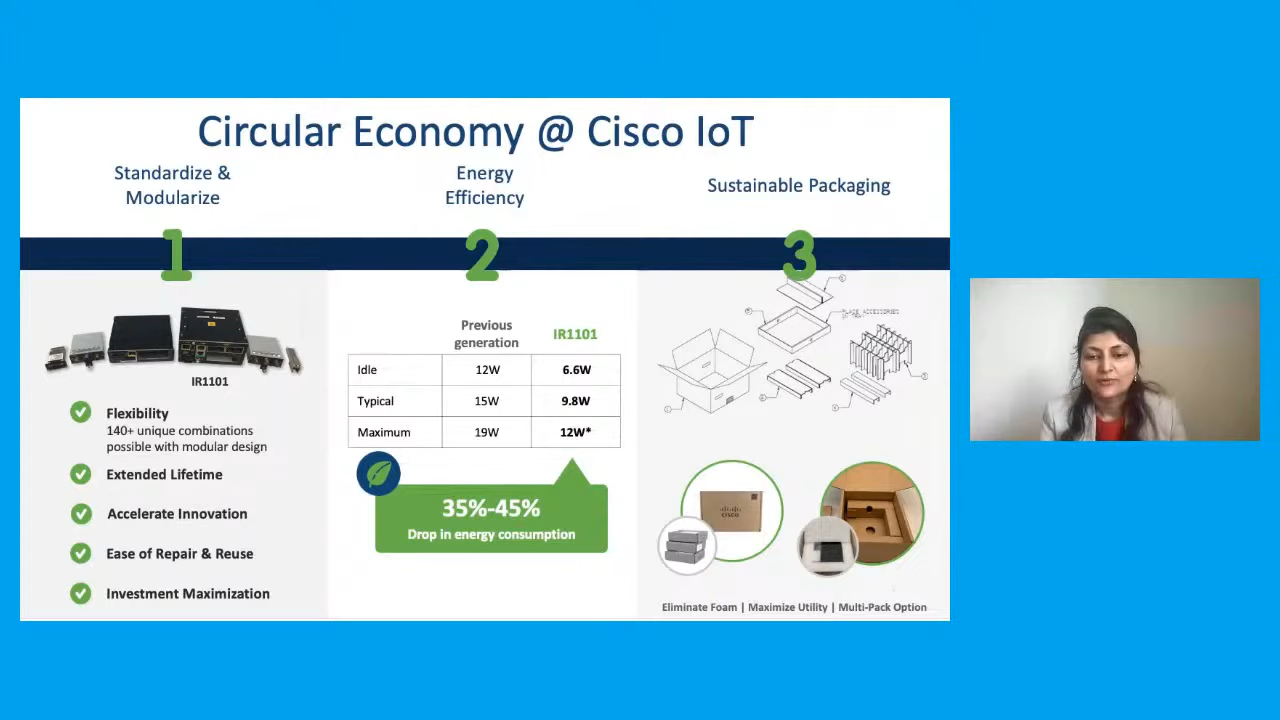 Circular Economy @ Cisco IoT
Standardize &
Modularize
1
IR1101
Flexibility
140+ unique combinations
possible with modular design
Extended Lifetime
Accelerate Innovation
Ease of Repair & Reuse
Investment Maximization
Energy
Efficiency
2
Previous
generation
IR1101
Idle 12W 6.6W
Typical 15W 9.8W
Maximum 19W 12W*
35%-45%
Drop in energy consumption
Sustainable Packaging
3
PLACE ACCESSORIES
CISCO
Eliminate Foam | Maximize Utility | Multi-Pack Option